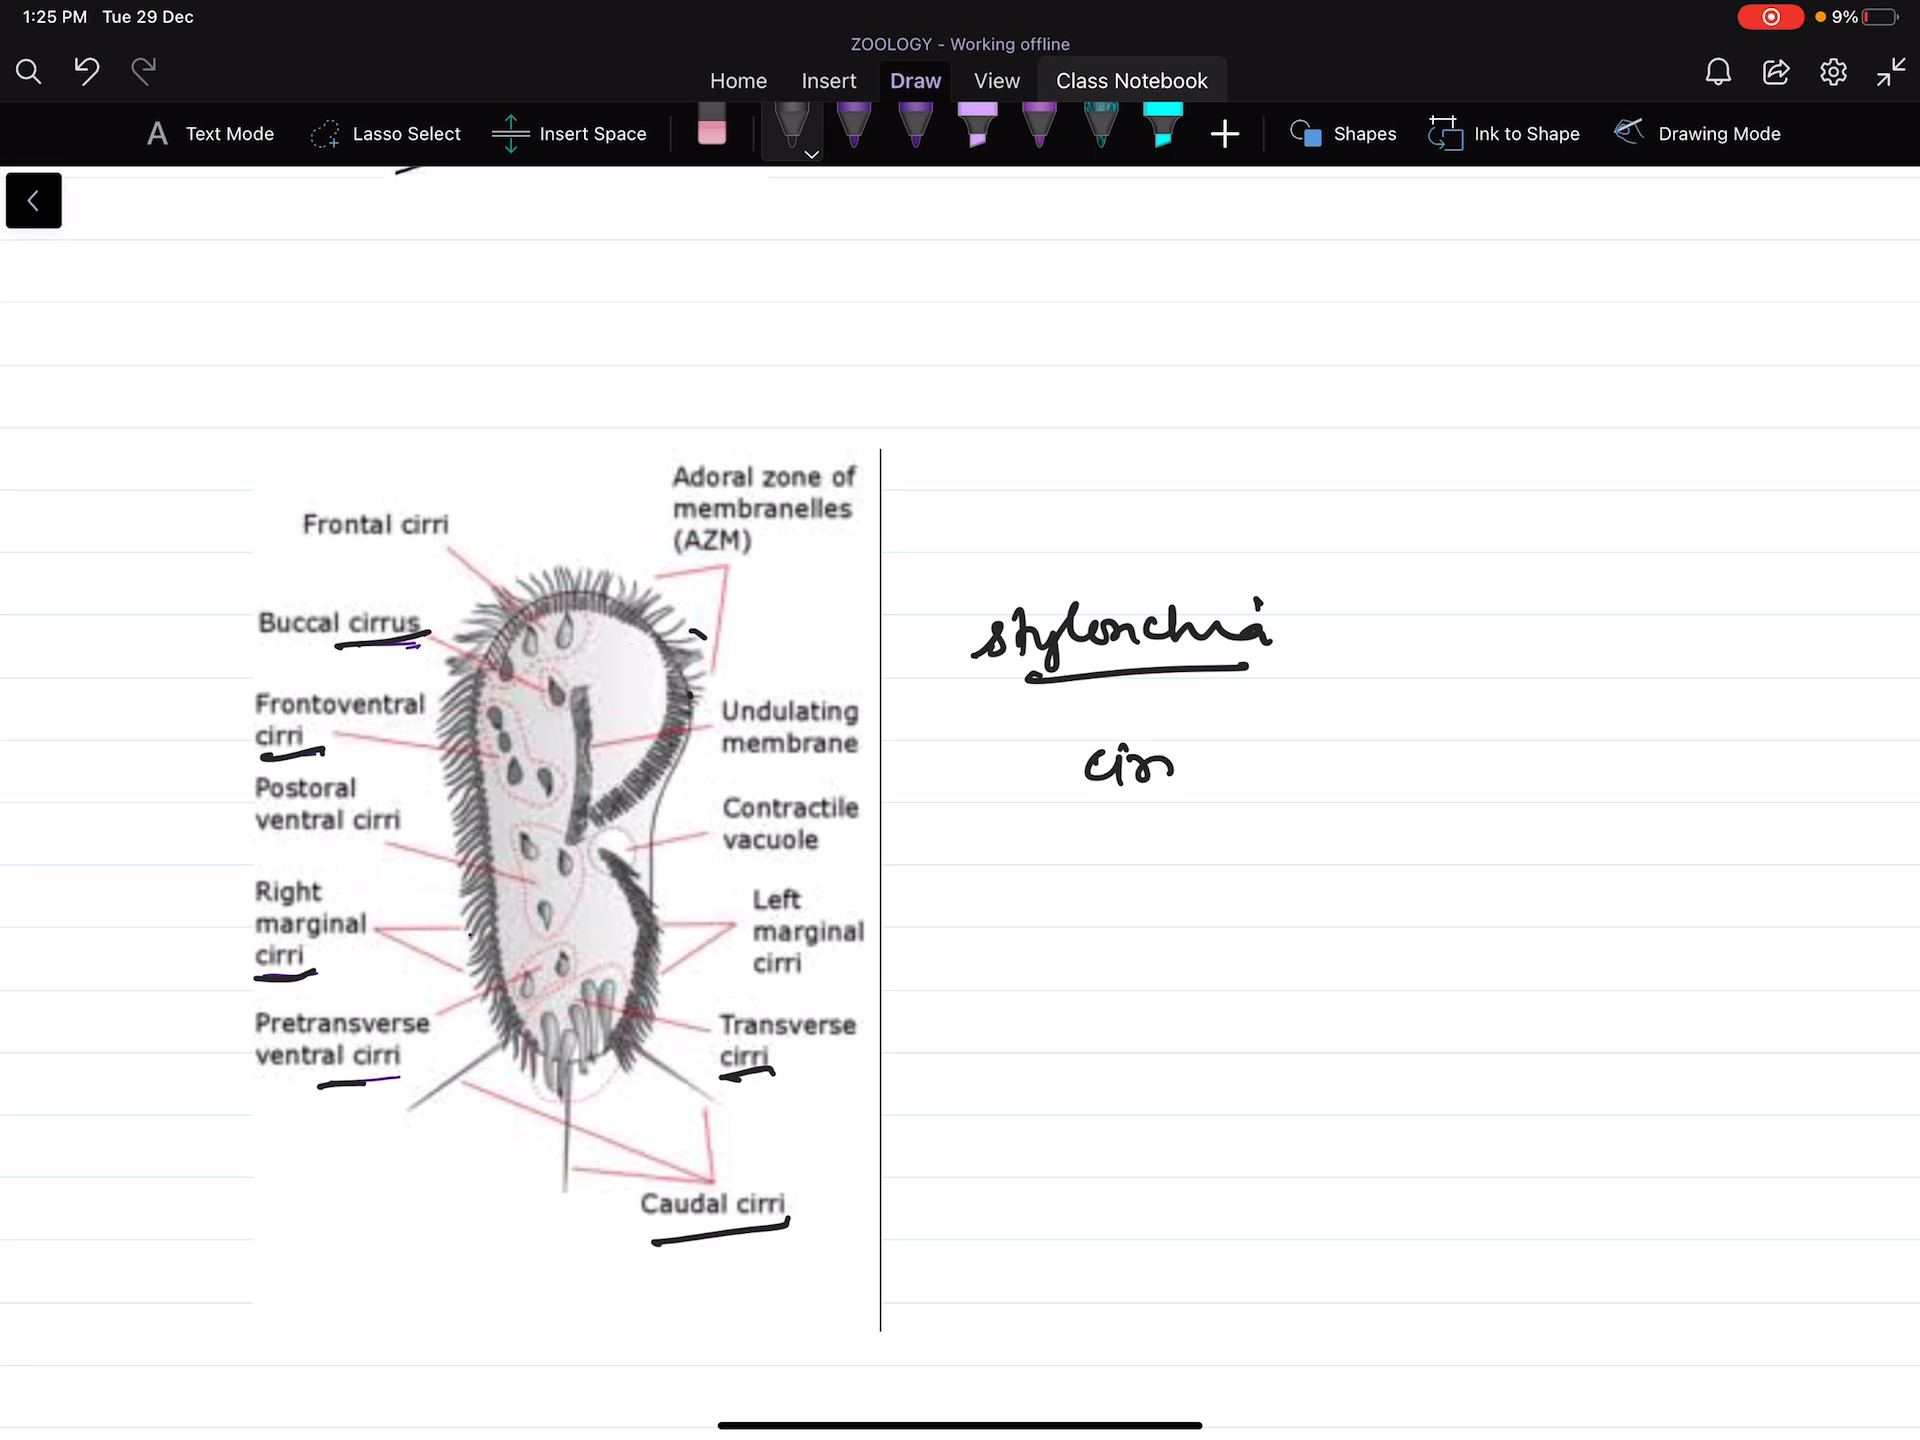 1:25 PM Tue 29 Dec
9%
ZOOLOGY - Working offline
Home Insert Draw View Class Notebook
A Text Mode Lasso Select Insert Space Shapes Ink to Shape Drawing Mode
Adoral zone of
membranelles
(AZM)
Frontal cirri
Buccal cirrus
Frontoventral
cirri
Undulating
membrane
Postoral
ventral cirri
Contractile
vacuole
Right
marginal
cirri
Left
marginal
cirri
Pretransverse
ventral cirri
Transverse
cirri
Caudal cirri
stylonchia
cirr